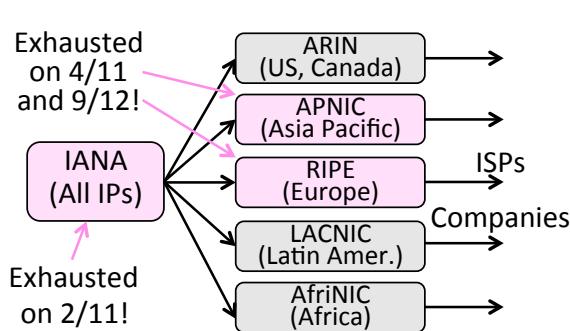 Exhausted
on 4/11
and 9/12!
IANA
(All IPs)
Exhausted
on 2/11!
ARIN
(US, Canada)
APNIC
(Asia Pacific)
RIPE
(Europe)
LACNIC
(Latin Amer.)
AfriNIC
(Africa)
ISPs
Companies